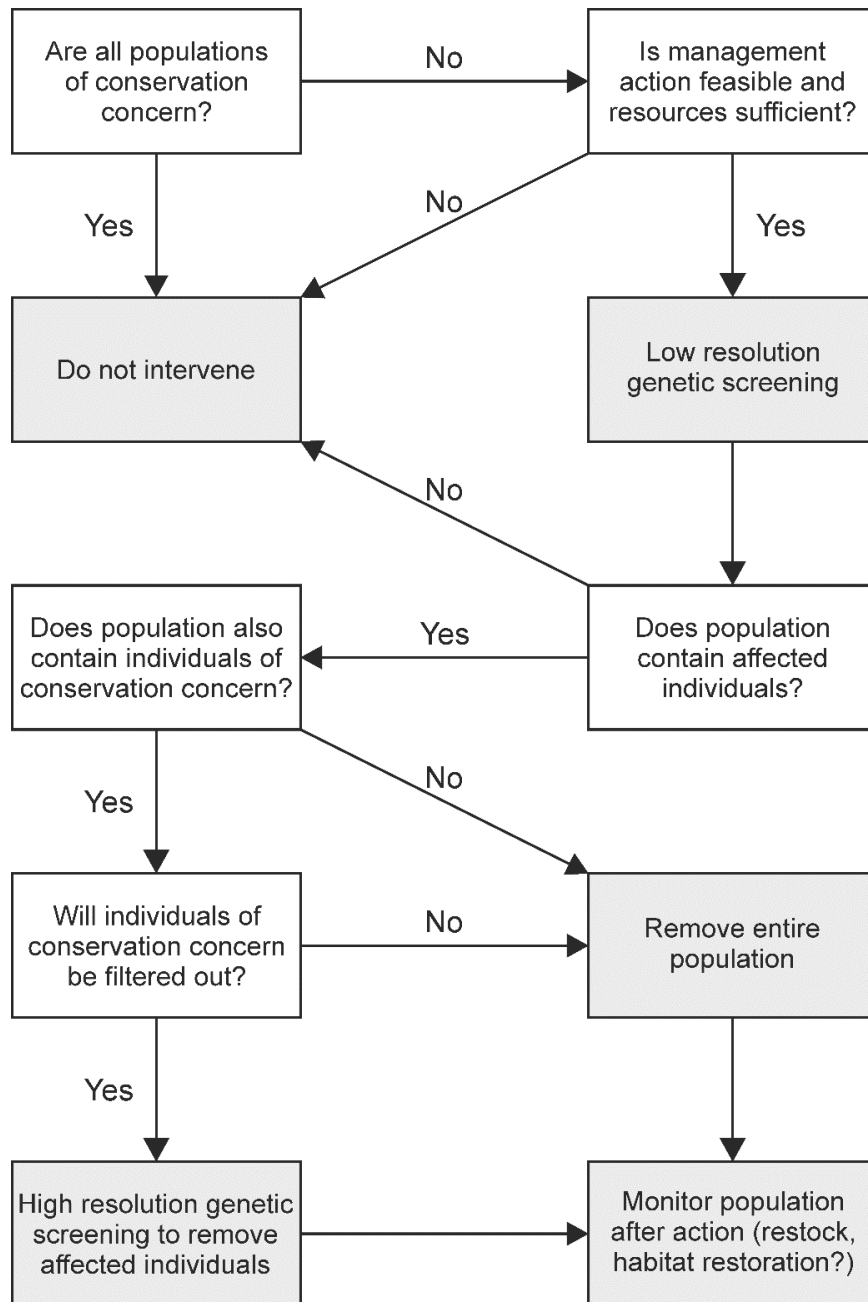 Are all populations
of conservation
concern?
No
Is management
action feasible and
resources sufficient?
Yes
No
Yes
Do not intervene
Low resolution
genetic screening
No
Does population also
contain individuals of
conservation concern?
Yes
Does population
contain affected
individuals?
Yes
No
Will individuals of
conservation concern
be filtered out?
No
Remove entire
population
Yes
High resolution genetic
screening to remove
affected individuals
Monitor population
after action (restock,
habitat restoration?)